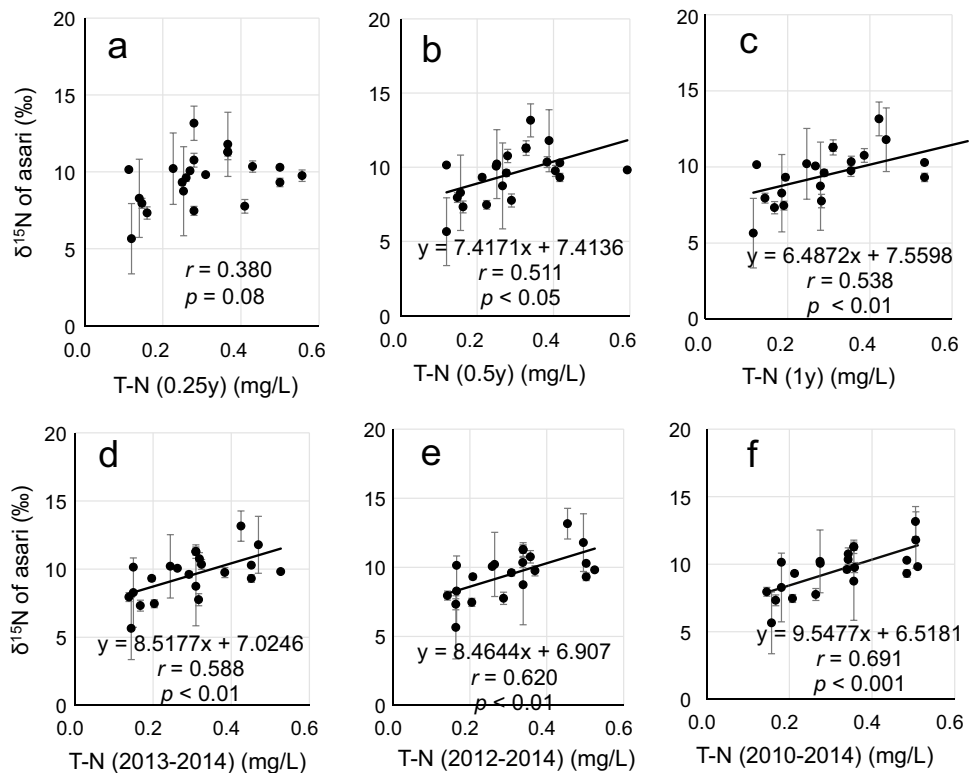 a
20
15
10
5
0
δ¹⁵N of asari (‰)
r = 0.380
p = 0.08
0.0 0.2 0.4 0.6
T-N (0.25y) (mg/L)
b
20
15
10
5
0
y = 7.4171x + 7.4136
r = 0.511
p < 0.05
0.0 0.2 0.4 0.6
T-N (0.5y) (mg/L)
c
20
15
10
5
0
y = 6.4872x + 7.5598
r = 0.538
p < 0.01
0.0 0.2 0.4 0.6
T-N (1y) (mg/L)
d
20
15
10
5
0
δ¹⁵N of asari (‰)
y = 8.5177x + 7.0246
r = 0.588
p < 0.01
0.0 0.2 0.4 0.6
T-N (2013-2014) (mg/L)
e
20
15
10
5
0
y = 8.4644x + 6.907
r = 0.620
p < 0.01
0.0 0.2 0.4 0.6
T-N (2012-2014) (mg/L)
f
20
15
10
5
0
y = 9.5477x + 6.5181
r = 0.691
p < 0.001
0.0 0.2 0.4 0.6
T-N (2010-2014) (mg/L)